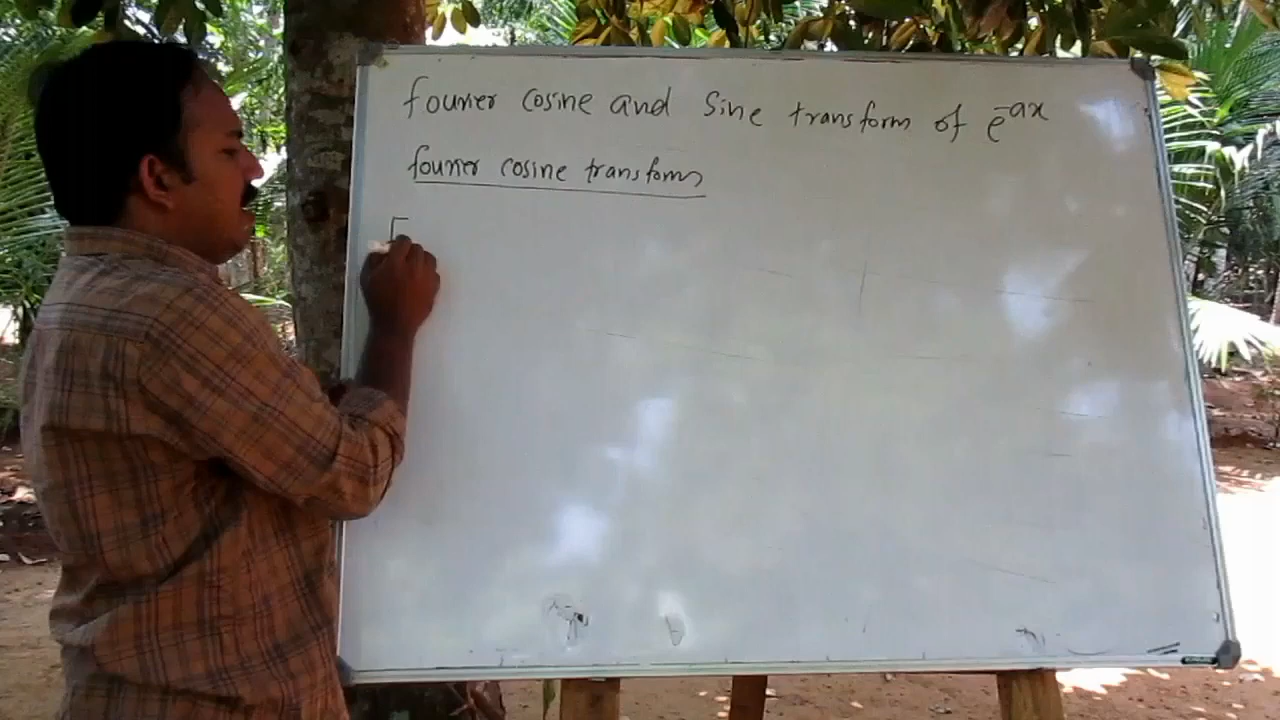 Fourier cosine and Sine transform of e^-ax
fourier cosine transform
F